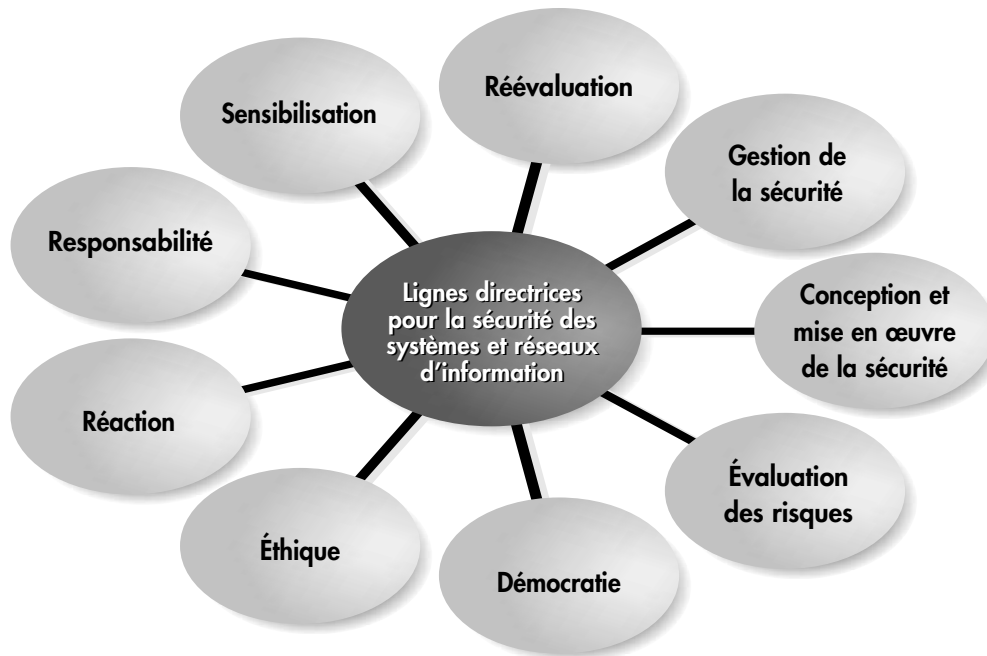 Réévaluation
Sensibilisation
Gestion de
la sécurité
Responsabilité
Lignes directrices
pour la sécurité des
systèmes et réseaux
d'information
Conception et
mise en œuvre
de la sécurité
Réaction
Évaluation
des risques
Éthique
Démocratie